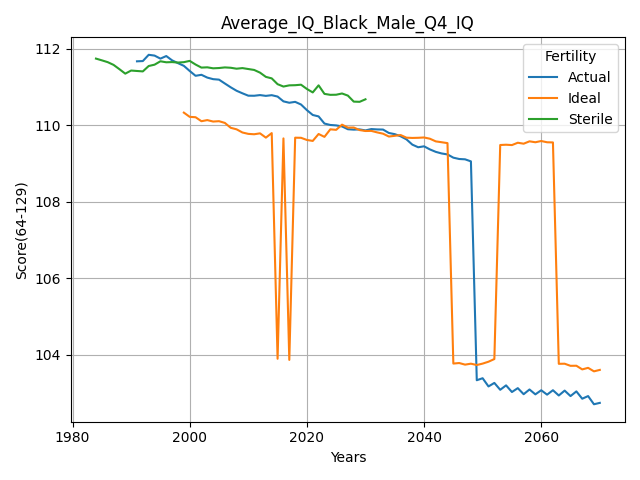 Average_IQ_Black_Male_Q4_IQ
Score(64-129)
112
110
108
106
104
Fertility
Actual
Ideal
Sterile
1980
2000
2020
2040
2060
Years